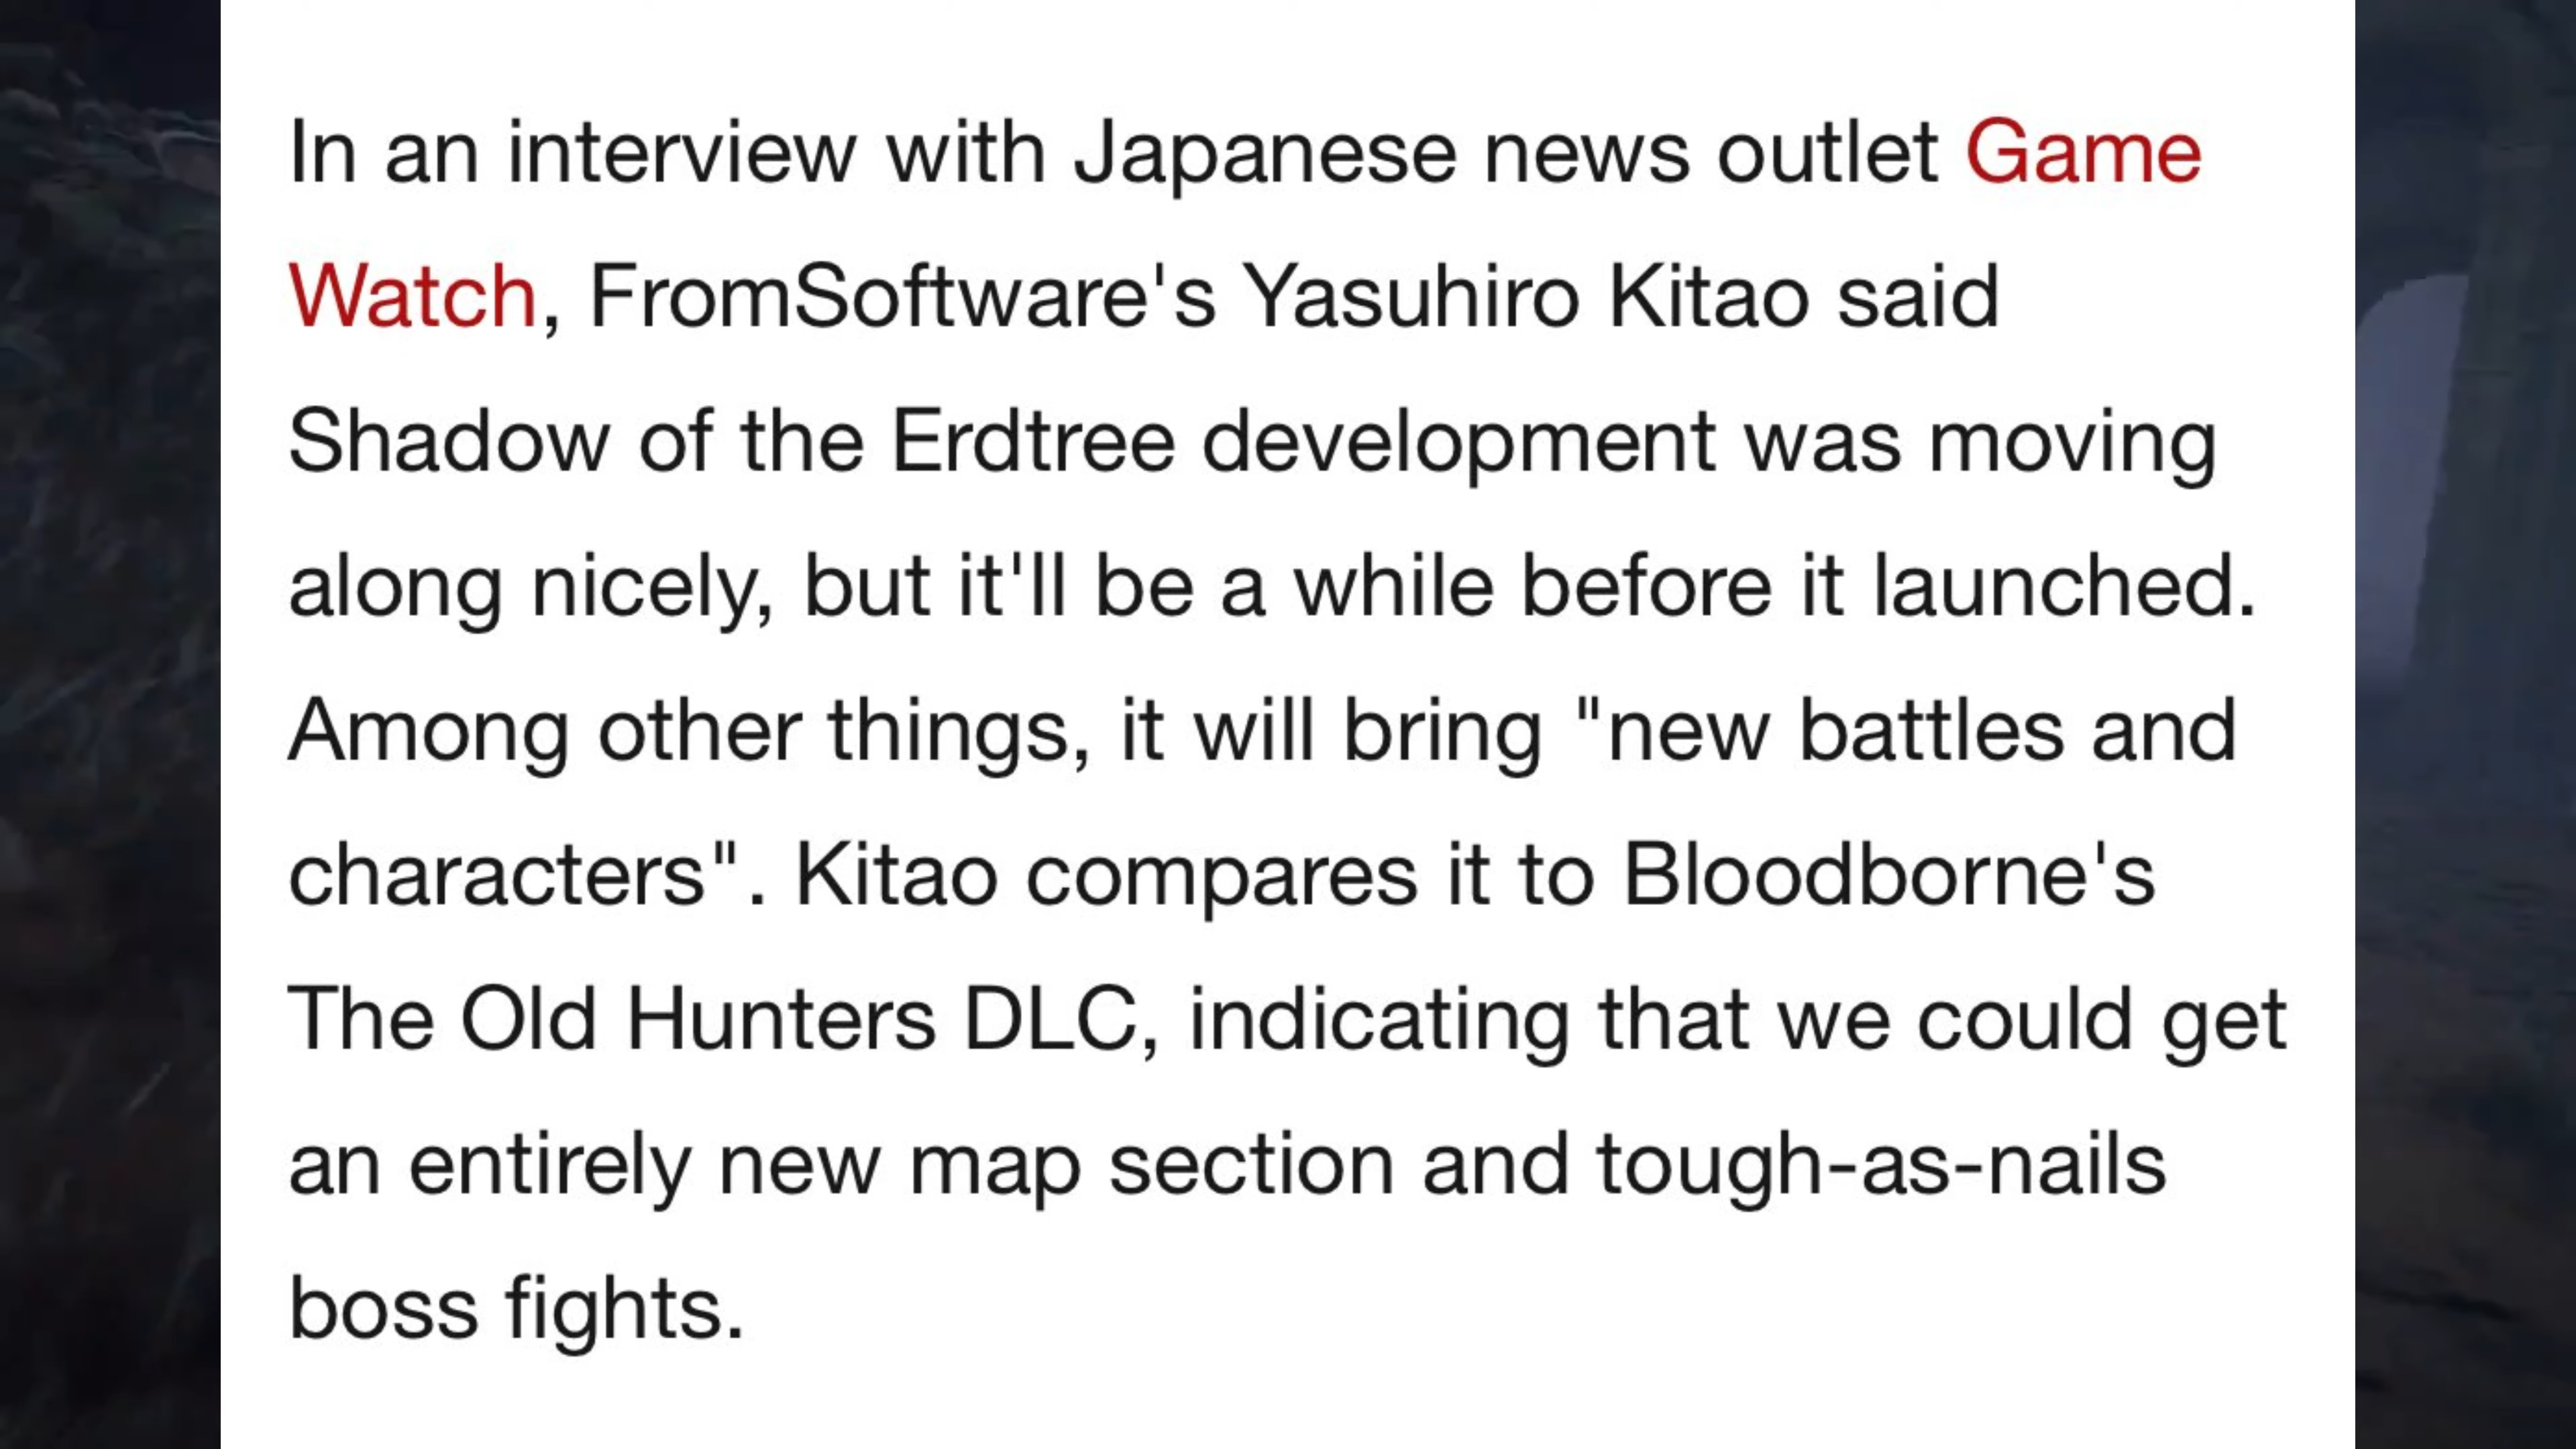 In an interview with Japanese news outlet Game
Watch, FromSoftware's Yasuhiro Kitao said
Shadow of the Erdtree development was moving
along nicely, but it'll be a while before it launched.
Among other things, it will bring "new battles and
characters". Kitao compares it to Bloodborne's
The Old Hunters DLC, indicating that we could get
an entirely new map section and tough-as-nails
boss fights.